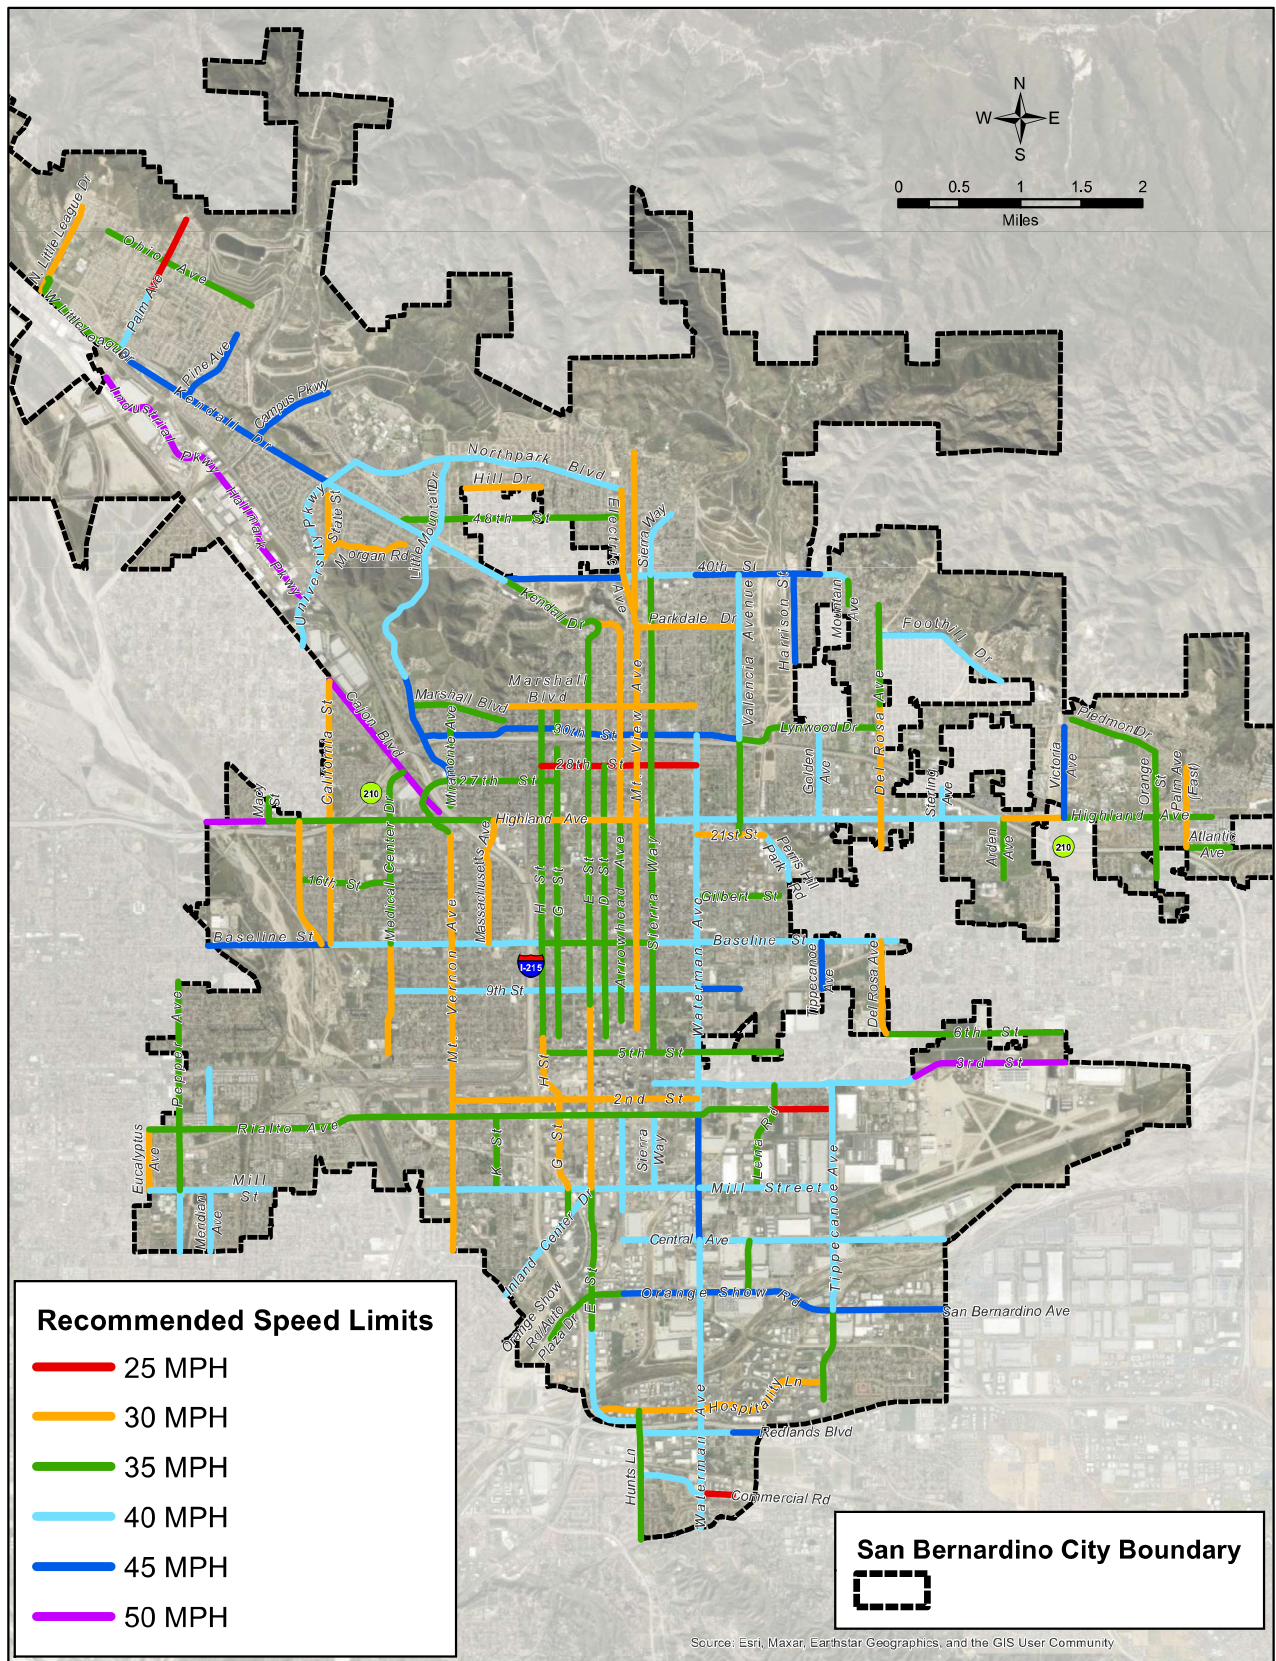 N
W E
S
0 0.5 1 1.5 2
Miles
N. Little League Dr
Ohio Ave
Palm Ave
W. Little League Dr
Pine Ave
Campus Pkwy
Kendall Dr
Industrial Pkwy
Hallmark Pkwy
University Pkwy
State St
Morgan Rd
Little Mountain Dr
Northpark Blvd
Hill Dr
48th St
Electric Ave
Sierra Way
40th St
Kendall Dr
Parkdale Dr
Valencia Avenue
Harrison St
Mountain Ave
Foothill Dr
Marshall Blvd
Marshall Blvd
30th St
28th St
27th St
Miramonte Ave
Cajon Blvd
California St
210
Macy St
Medical Center Dr
Mt. View Ave
Lynwood Dr
Golden Ave
Del Rosa Ave
Sterling Ave
Victoria Ave
Piedmont Dr
Orange St
Palm Ave (East)
Highland Ave
Highland Ave
210
Atlantic Ave
Arden Ave
21st St
Perris Hill Park Rd
Gilbert St
Massachusetts Ave
16th St
H St
G St
E St
D St
Arrowhead Ave
Sierra Way
Waterman Ave
Baseline St
Baseline St
I-215
9th St
Mt. Vernon Ave
Tippecanoe Ave
Del Rosa Ave
6th St
5th St
3rd St
H St
2nd St
Pepper Ave
Rialto Ave
Eucalyptus Ave
Mill St
Meridian Ave
K St
G St
Sierra Way
Lena Rd
Mill Street
Tippecanoe Ave
Central Ave
Inland Center Dr
E St
Orange Show Rd
San Bernardino Ave
Orange Show Rd/Auto Plaza Dr
Hospitality Ln
Redlands Blvd
Hunts Ln
Waterman Ave
Commercial Rd
Recommended Speed Limits
25 MPH
30 MPH
35 MPH
40 MPH
45 MPH
50 MPH
San Bernardino City Boundary
Source: Esri, Maxar, Earthstar Geographics, and the GIS User Community